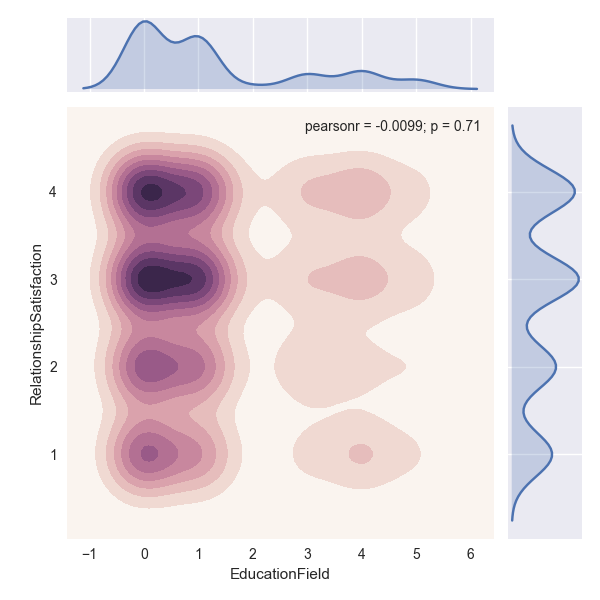 pearsonr = -0.0099; p = 0.71
4
3
2
1
RelationshipSatisfaction
−1 0 1 2 3 4 5 6
EducationField